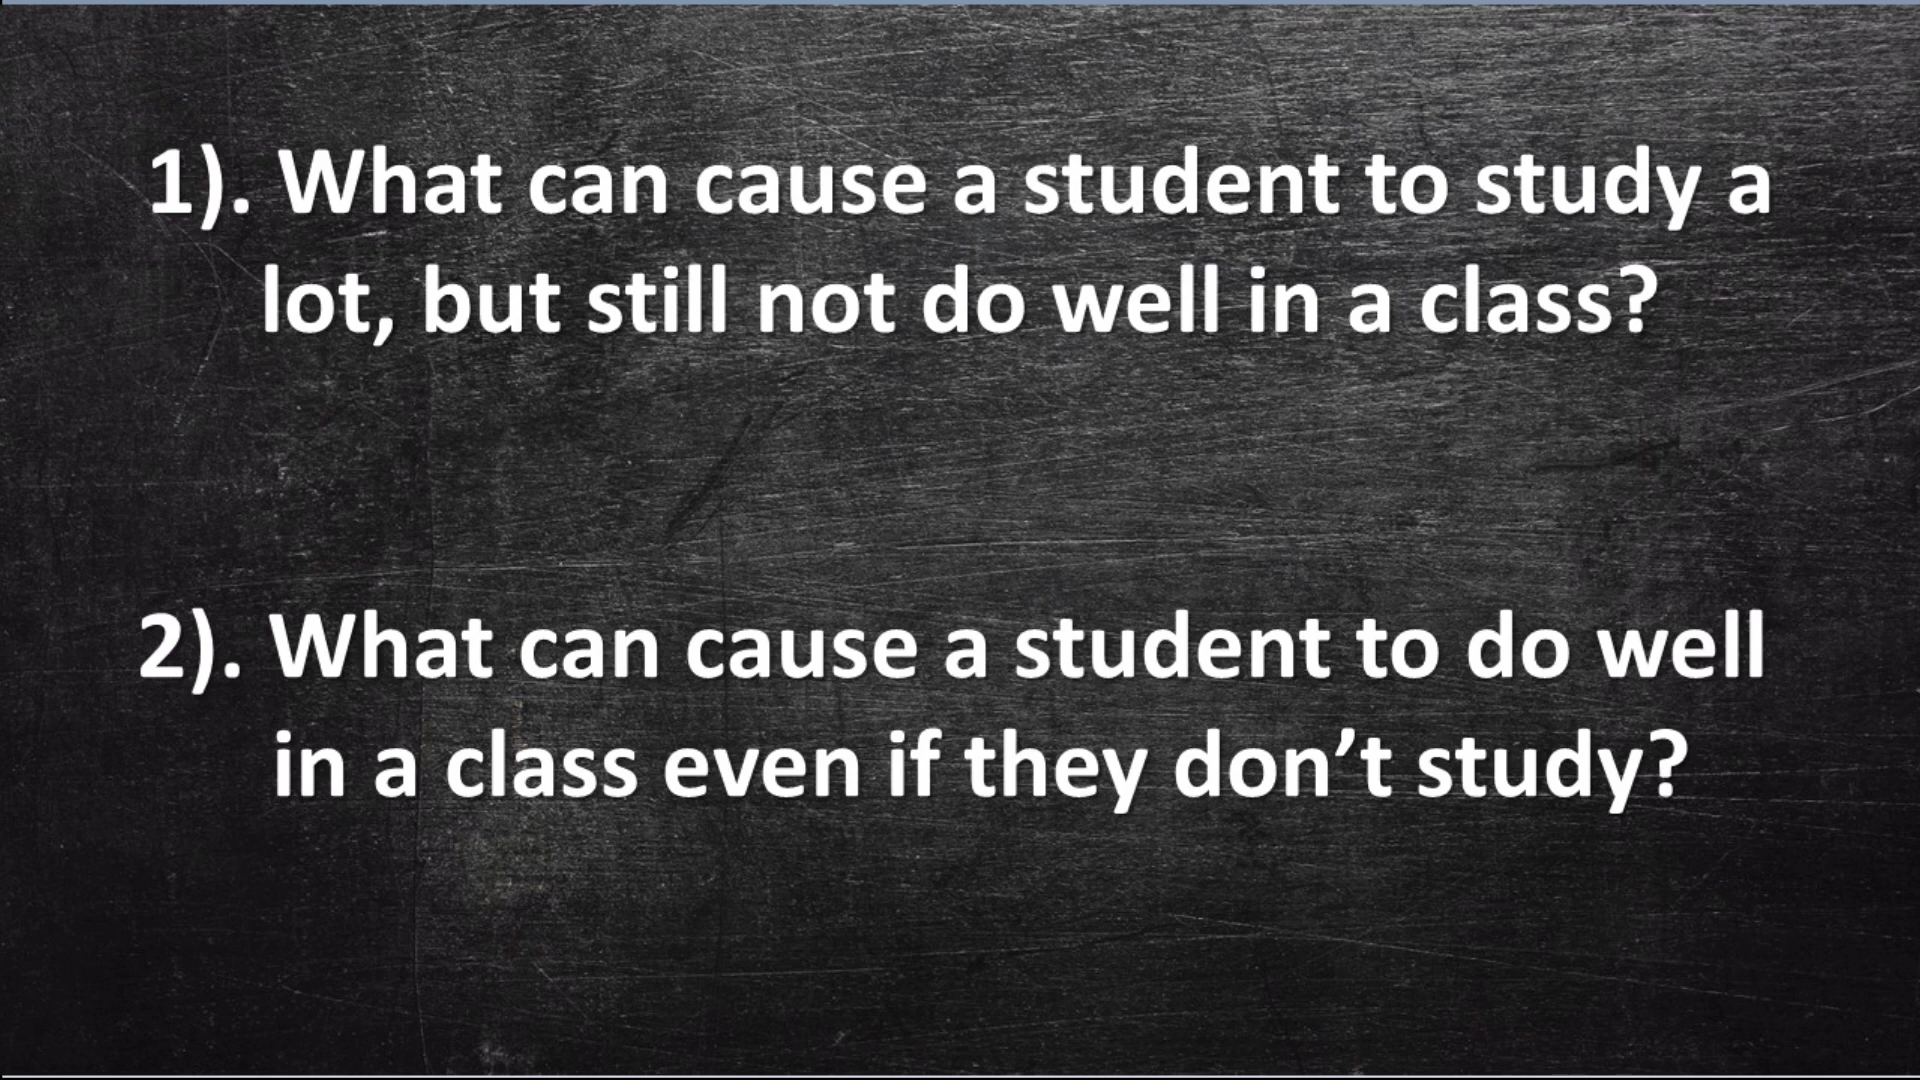 1). What can cause a student to study a
lot, but still not do well in a class?
2). What can cause a student to do well
in a class even if they don’t study?